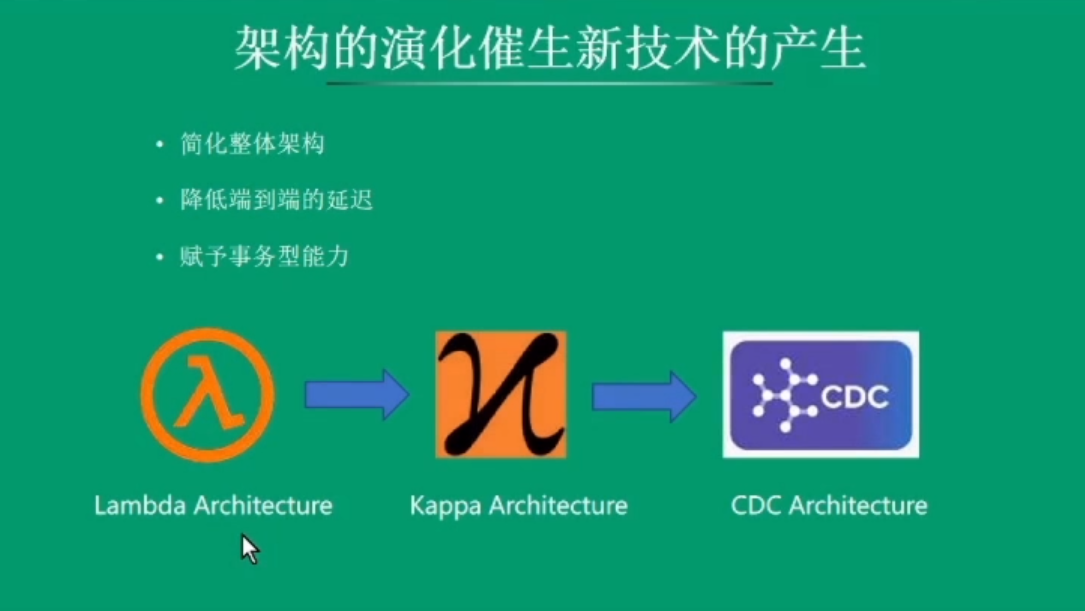 架构的演化催生新技术的产生
• 简化整体架构
• 降低端到端的延迟
• 赋予事务型能力
λ
ϰ
CDC
Lambda Architecture
Kappa Architecture
CDC Architecture